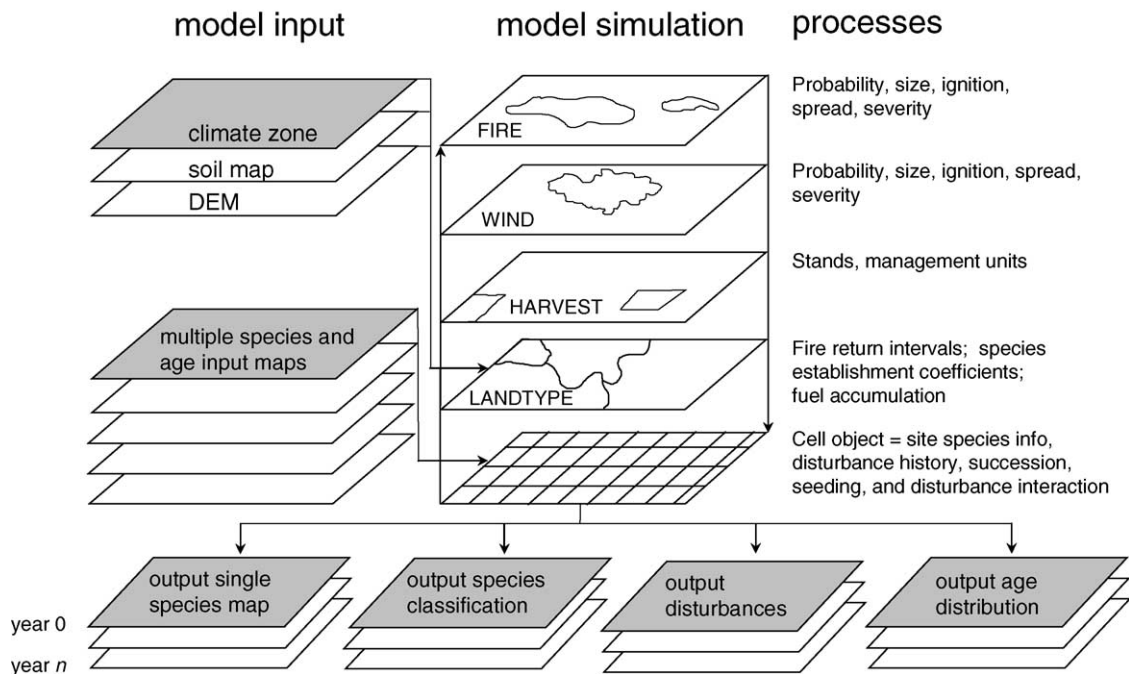 model input
model simulation
processes
climate zone
soil map
DEM
multiple species and
age input maps
FIRE
WIND
HARVEST
LANDTYPE
Probability, size, ignition,
spread, severity
Probability, size, ignition, spread,
severity
Stands, management units
Fire return intervals; species
establishment coefficients;
fuel accumulation
Cell object = site species info,
disturbance history, succession,
seeding, and disturbance interaction
output single
species map
output species
classification
output
disturbances
output age
distribution
year 0
year n